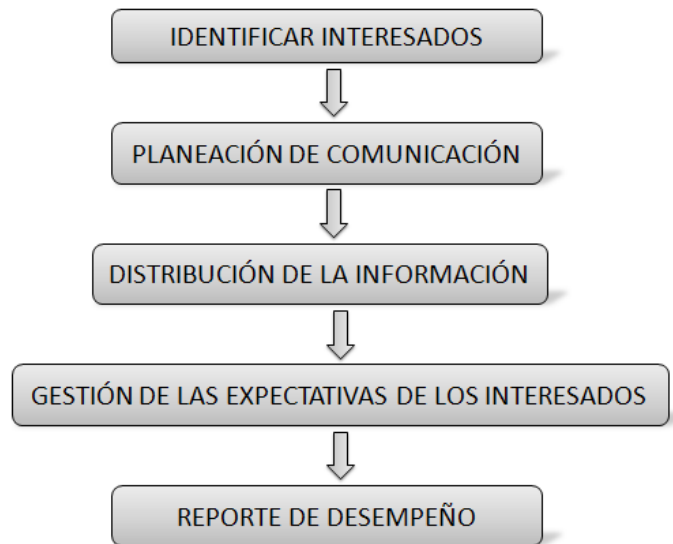 IDENTIFICAR INTERESADOS
PLANEACIÓN DE COMUNICACIÓN
DISTRIBUCIÓN DE LA INFORMACIÓN
GESTIÓN DE LAS EXPECTATIVAS DE LOS INTERESADOS
REPORTE DE DESEMPEÑO